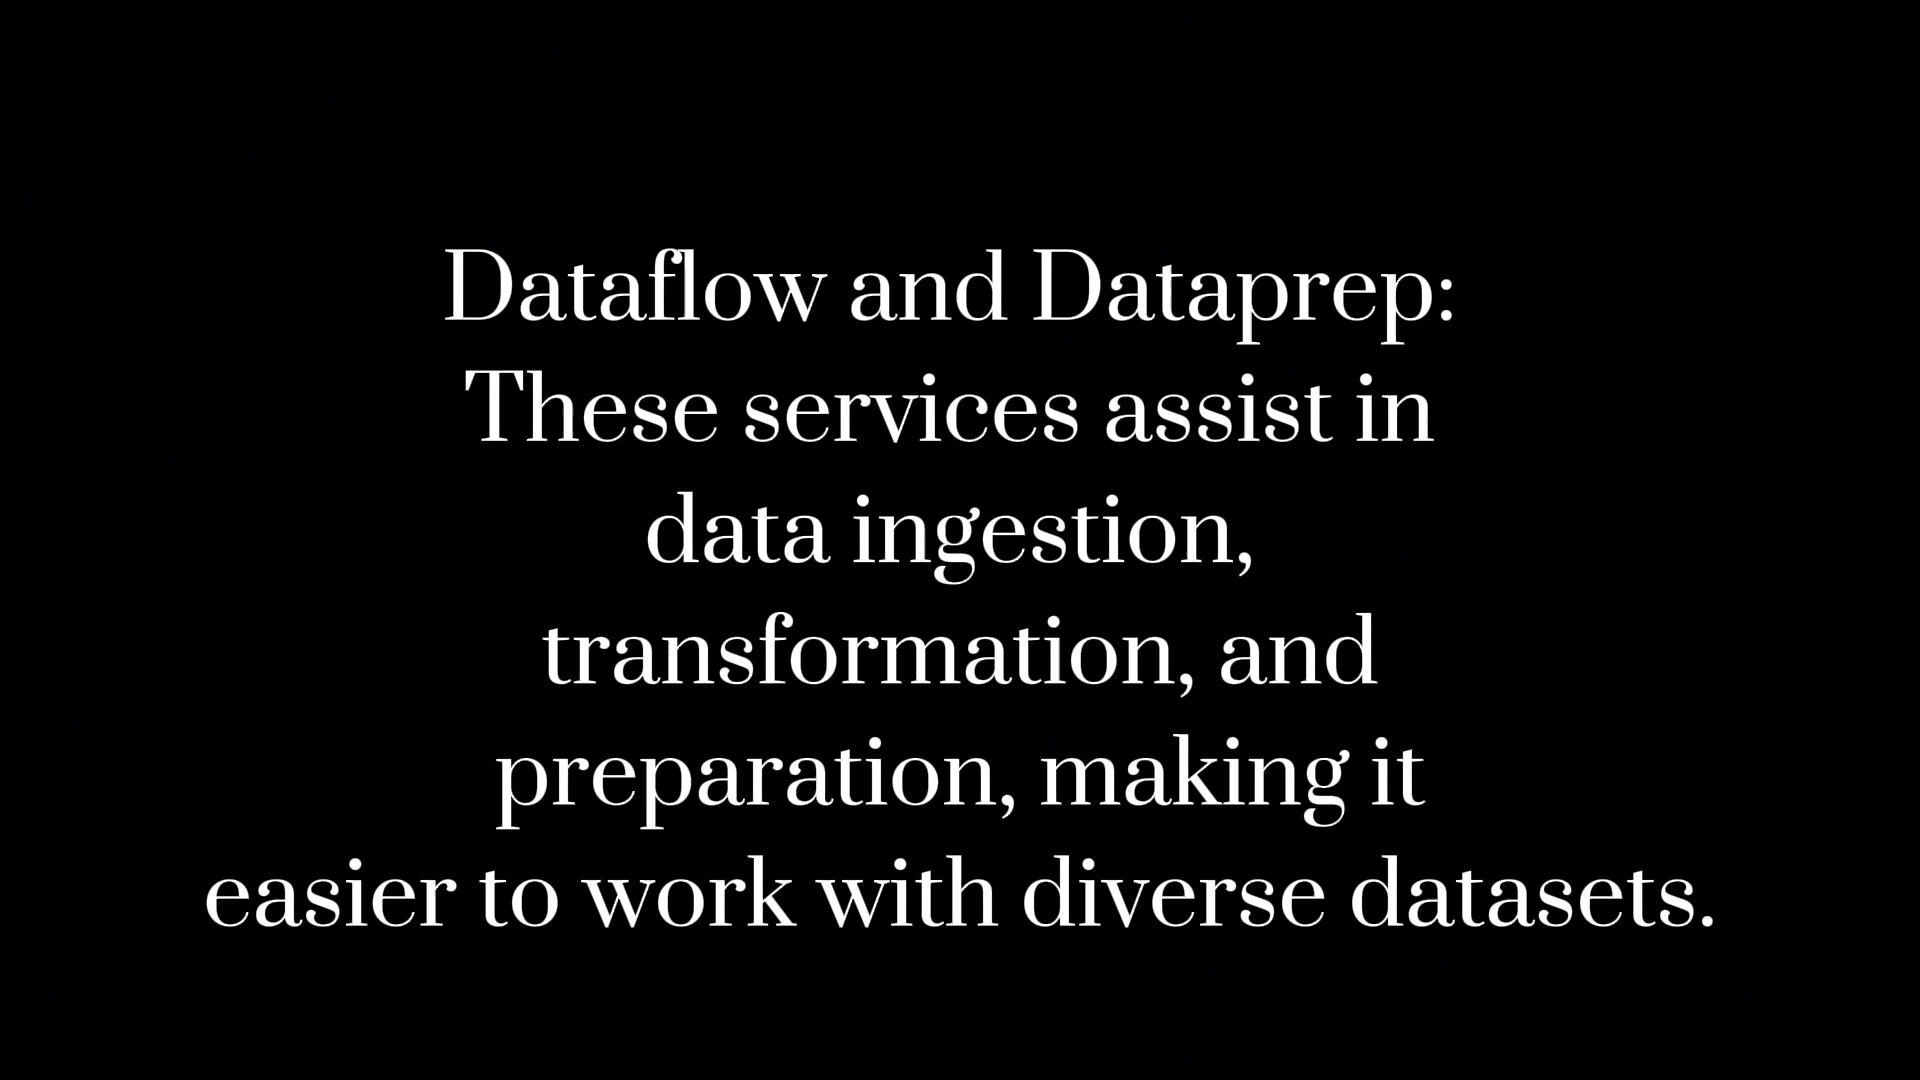 Dataflow and Dataprep:
These services assist in
data ingestion,
transformation, and
preparation, making it
easier to work with diverse datasets.